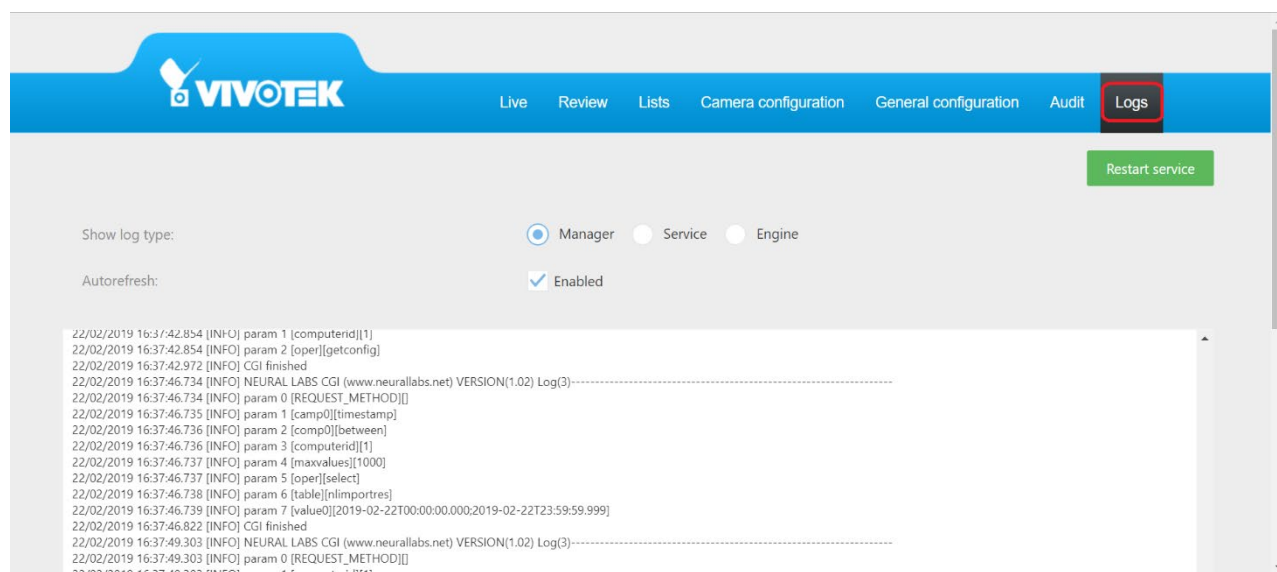 VIVOTEK
Live Review Lists Camera configuration General configuration Audit Logs
Restart service
Show log type: Manager Service Engine
Autorefresh: Enabled
22/02/2019 16:37:42.854 [INFO] param 1 [computerid][1]
22/02/2019 16:37:42.854 [INFO] param 2 [oper][getconfig]
22/02/2019 16:37:42.972 [INFO] CGI finished
22/02/2019 16:37:46.734 [INFO] NEURAL LABS CGI (www.neurallabs.net) VERSION(1.02) Log(3)----------------------------------------------------------------------
22/02/2019 16:37:46.734 [INFO] param 0 [REQUEST_METHOD][]
22/02/2019 16:37:46.735 [INFO] param 1 [camp0][timestamp]
22/02/2019 16:37:46.736 [INFO] param 2 [comp0][between]
22/02/2019 16:37:46.736 [INFO] param 3 [computerid][1]
22/02/2019 16:37:46.737 [INFO] param 4 [maxvalues][1000]
22/02/2019 16:37:46.737 [INFO] param 5 [oper][select]
22/02/2019 16:37:46.738 [INFO] param 6 [table][nlimportres]
22/02/2019 16:37:46.739 [INFO] param 7 [value0][2019-02-22T00:00:00.000;2019-02-22T23:59:59.999]
22/02/2019 16:37:46.822 [INFO] CGI finished
22/02/2019 16:37:49.303 [INFO] NEURAL LABS CGI (www.neurallabs.net) VERSION(1.02) Log(3)----------------------------------------------------------------------
22/02/2019 16:37:49.303 [INFO] param 0 [REQUEST_METHOD][]